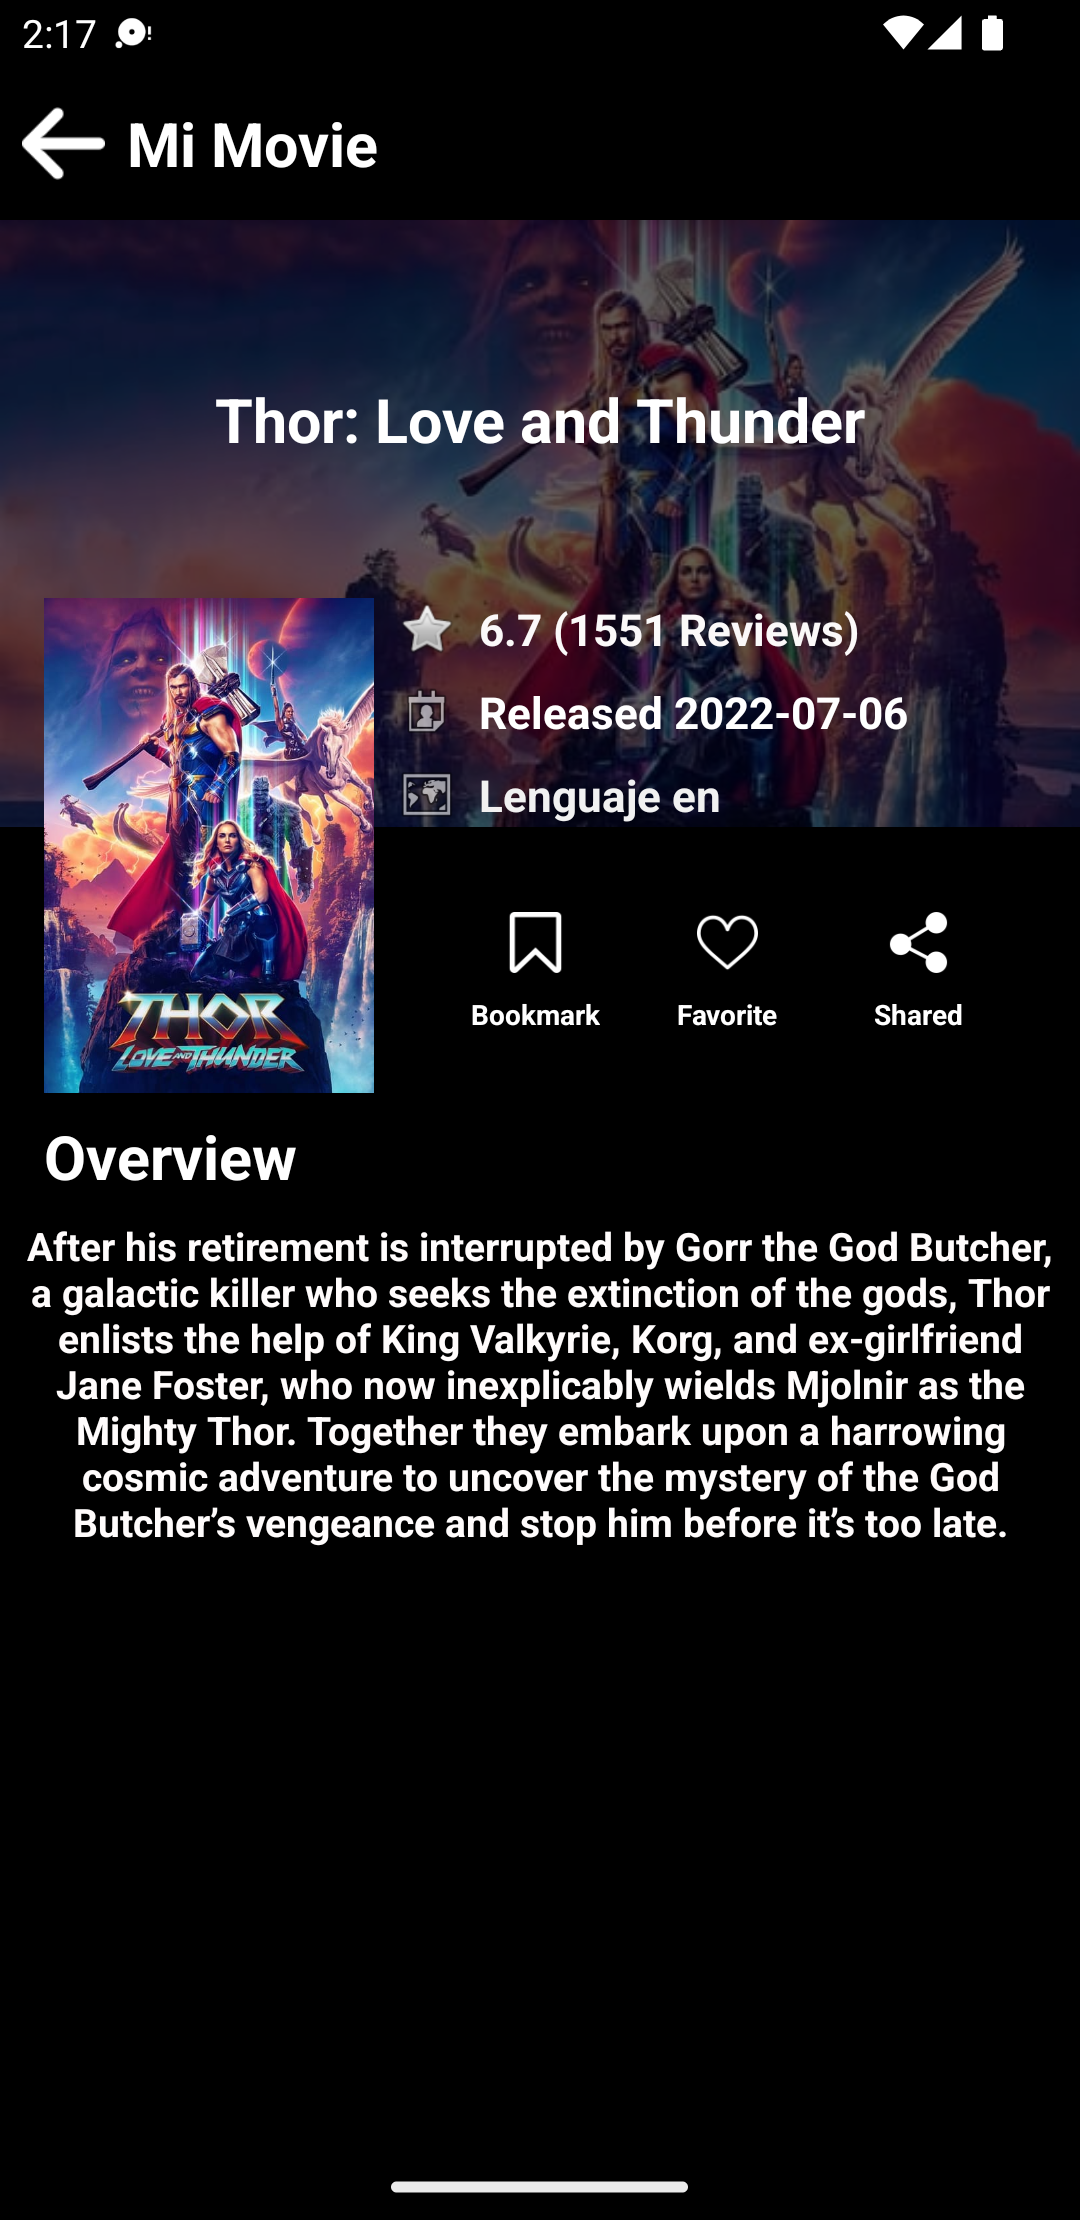 2:17
Mi Movie
Thor: Love and Thunder
6.7 (1551 Reviews)
Released 2022-07-06
Lenguaje en
THOR
LOVE AND THUNDER
Bookmark
Favorite
Shared
Overview
After his retirement is interrupted by Gorr the God Butcher,
a galactic killer who seeks the extinction of the gods, Thor
enlists the help of King Valkyrie, Korg, and ex-girlfriend
Jane Foster, who now inexplicably wields Mjolnir as the
Mighty Thor. Together they embark upon a harrowing
cosmic adventure to uncover the mystery of the God
Butcher’s vengeance and stop him before it’s too late.